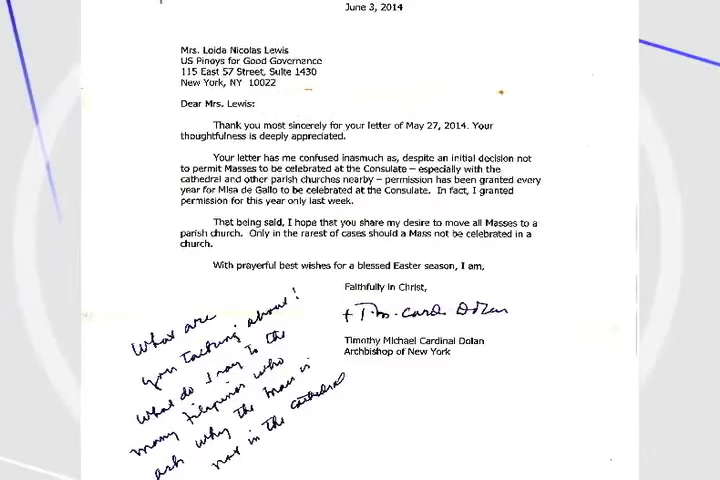 June 3, 2014
Mrs. Loida Nicolas Lewis
US Pinoys for Good Governance
115 East 57 Street, Suite 1430
New York, NY 10022
Dear Mrs. Lewis:
Thank you most sincerely for your letter of May 27, 2014. Your
thoughtfulness is deeply appreciated.
Your letter has me confused inasmuch as, despite an initial decision not
to permit Masses to be celebrated at the Consulate – especially with the
cathedral and other parish churches nearby – permission has been granted every
year for Misa de Gallo to be celebrated at the Consulate. In fact, I granted
permission for this year only last week.
That being said, I hope that you share my desire to move all Masses to a
parish church. Only in the rarest of cases should a Mass not be celebrated in a
church.
With prayerful best wishes for a blessed Easter season, I am,
Faithfully in Christ,
+ Tim. Card. Dolan
Timothy Michael Cardinal Dolan
Archbishop of New York
What are
you talking about!
What do I say to the
many Filipinos who
ask why the Mass is
not in the cathedral